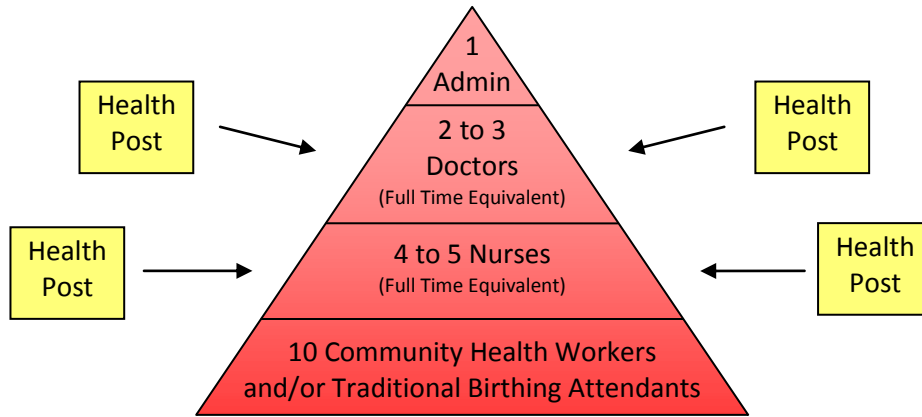 1
Admin
Health
Post
2 to 3
Doctors
(Full Time Equivalent)
Health
Post
Health
Post
4 to 5 Nurses
(Full Time Equivalent)
Health
Post
10 Community Health Workers
and/or Traditional Birthing Attendants